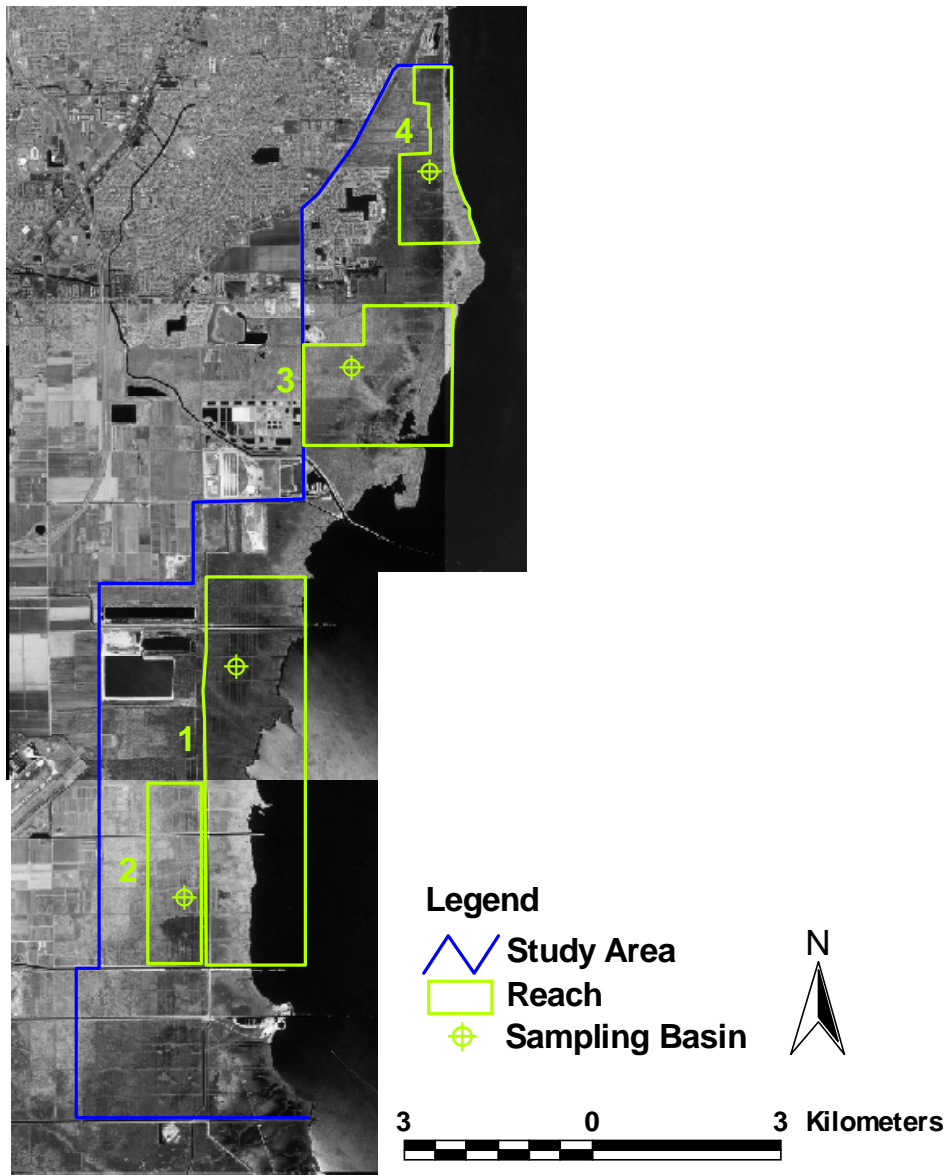 4
3
1
2
Legend
Study Area
Reach
Sampling Basin
N
3 0 3 Kilometers